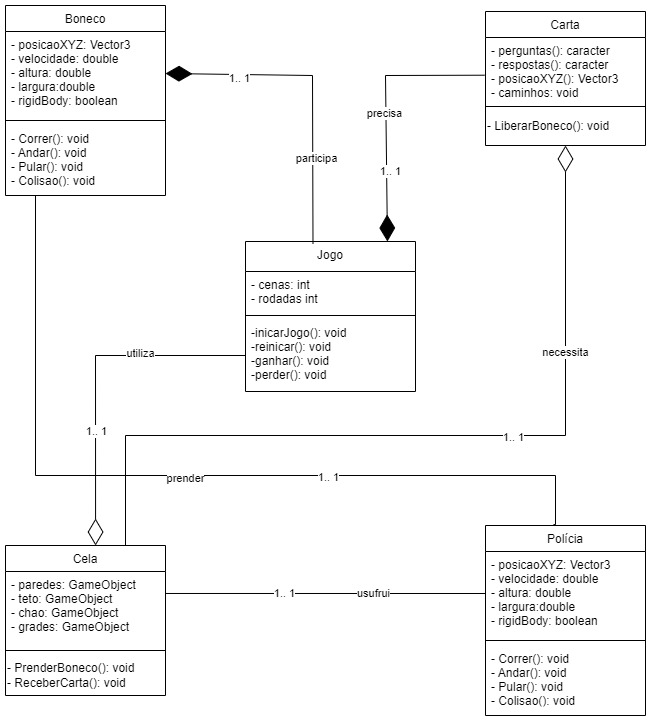 Boneco
- posicaoXYZ: Vector3
- velocidade: double
- altura: double
- largura:double
- rigidBody: boolean
- Correr(): void
- Andar(): void
- Pular(): void
- Colisao(): void
Carta
- perguntas(): caracter
- respostas(): caracter
- posicaoXYZ(): Vector3
- caminhos: void
- LiberarBoneco(): void
1.. 1
participa
precisa
1.. 1
Jogo
- cenas: int
- rodadas int
-inicarJogo(): void
-reinicar(): void
-ganhar(): void
-perder(): void
utiliza
1.. 1
necessita
1.. 1
prender
1.. 1
Cela
- paredes: GameObject
- teto: GameObject
- chao: GameObject
- grades: GameObject
- PrenderBoneco(): void
- ReceberCarta(): void
1.. 1
usufrui
Polícia
- posicaoXYZ: Vector3
- velocidade: double
- altura: double
- largura:double
- rigidBody: boolean
- Correr(): void
- Andar(): void
- Pular(): void
- Colisao(): void